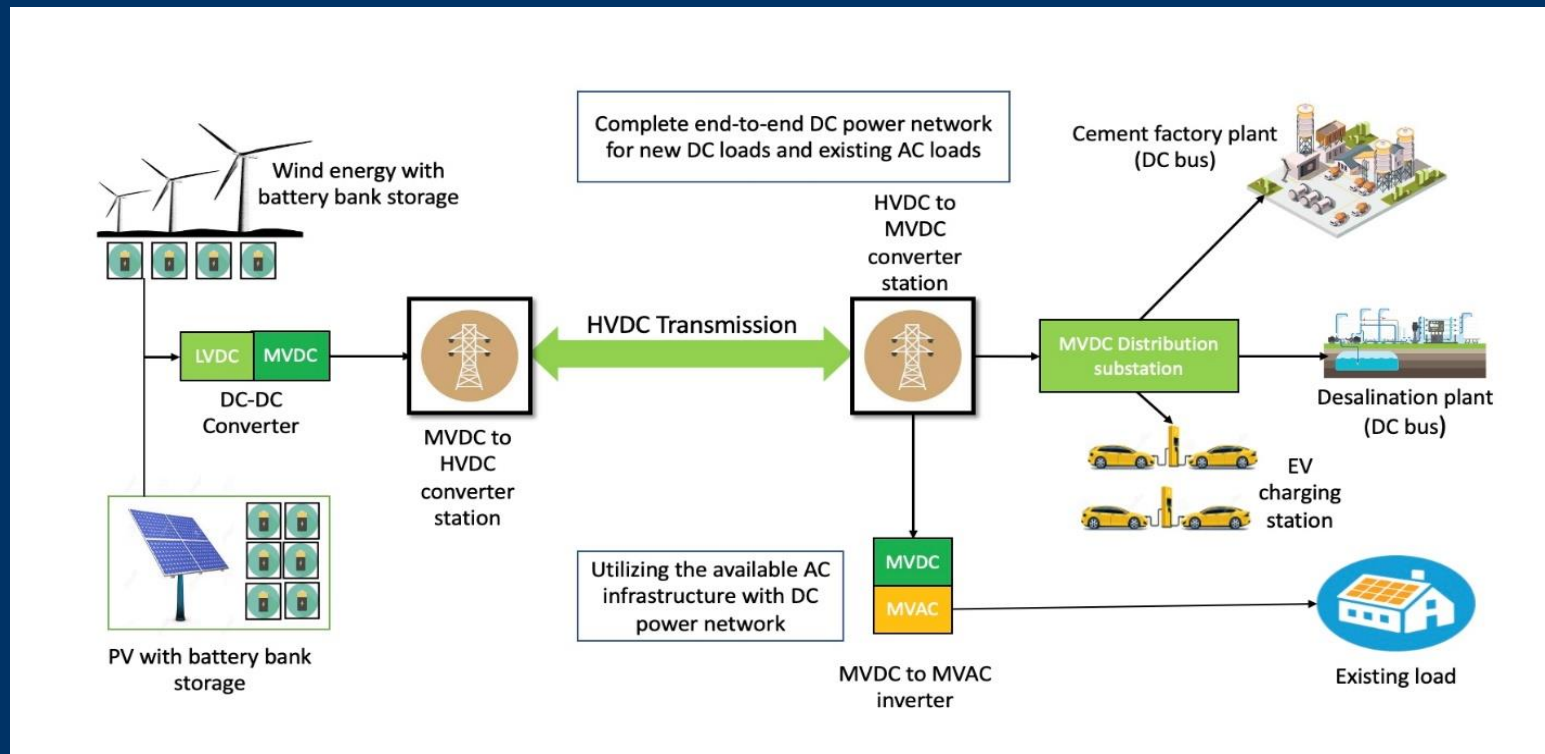 Complete end-to-end DC power network
for new DC loads and existing AC loads
Wind energy with
battery bank storage
LVDC
MVDC
DC-DC
Converter
PV with battery bank
storage
MVDC to
HVDC
converter
station
HVDC Transmission
HVDC to
MVDC
converter
station
MVDC Distribution
substation
Cement factory plant
(DC bus)
Desalination plant
(DC bus)
EV
charging
station
Utilizing the available AC
infrastructure with DC
power network
MVDC
MVAC
MVDC to MVAC
inverter
Existing load